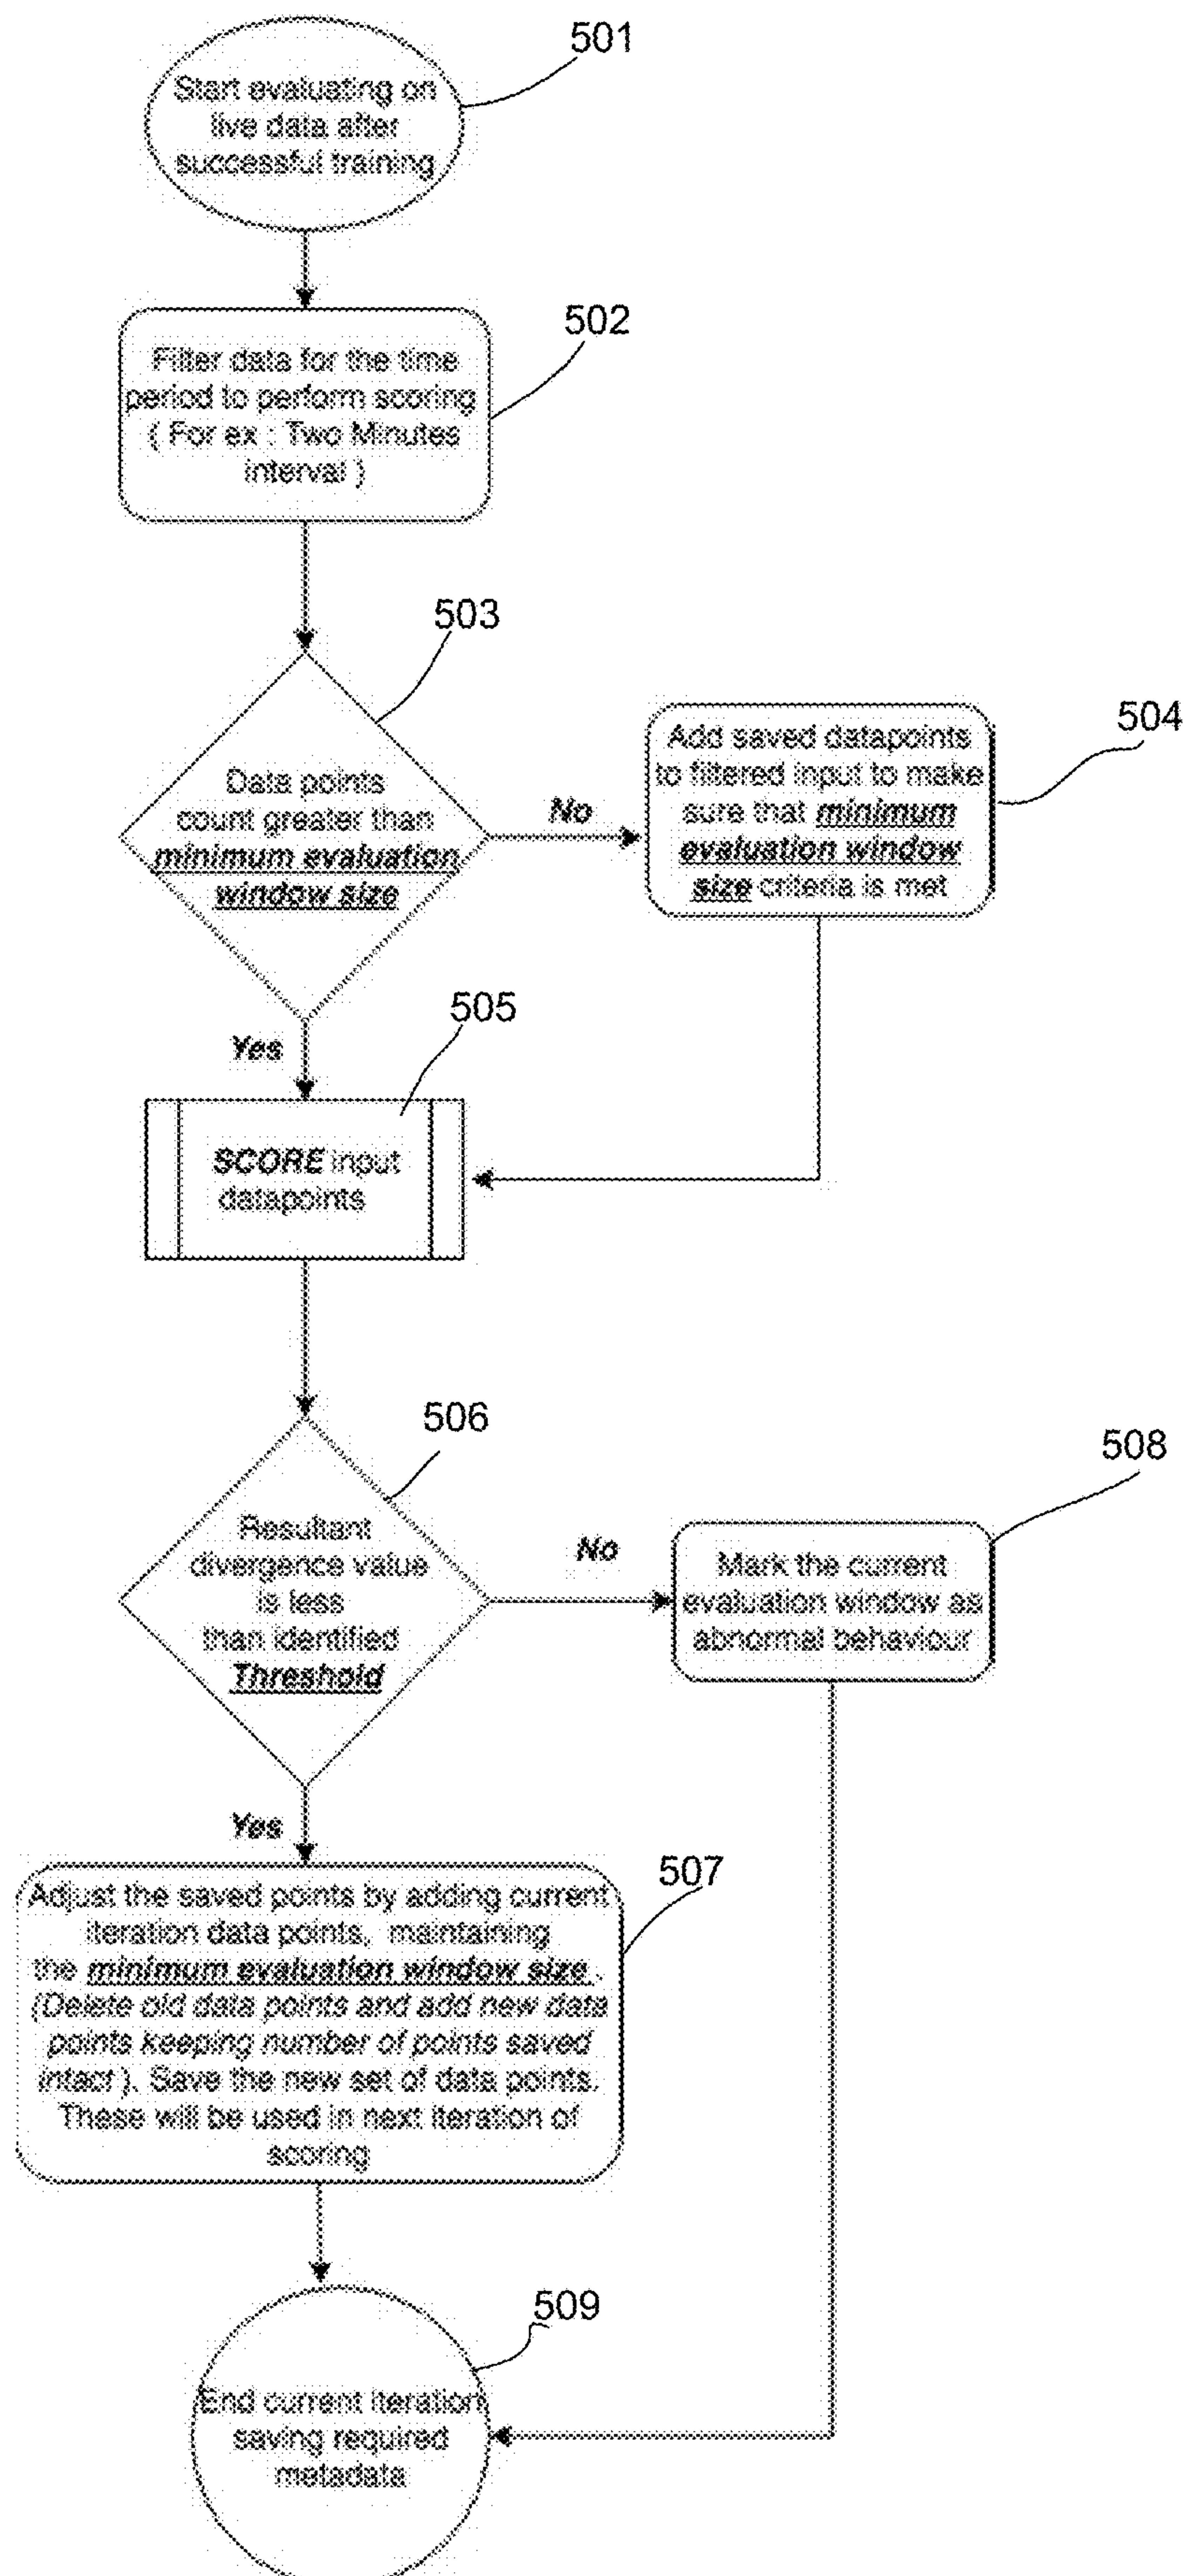 501
Start evaluating on
live data after
successful training
502
Filter data for the time
period to perform scoring
( For ex : Two Minutes
interval )
503
Data points
count greater than
minimum evaluation
window size
No
504
Add saved datapoints
to filtered input to make
sure that minimum
evaluation window
size criteria is met
Yes
505
SCORE input
datapoints
506
Resultant
divergence value
is less
than identified
Threshold
No
508
Mark the current
evaluation window as
abnormal behaviour
Yes
507
Adjust the saved points by adding current
iteration data points, maintaining
the minimum evaluation window size .
(Delete old data points and add new data
points keeping number of points saved
intact ). Save the new set of data points.
These will be used in next iteration of
scoring
509
End current iteration
saving required
metadata